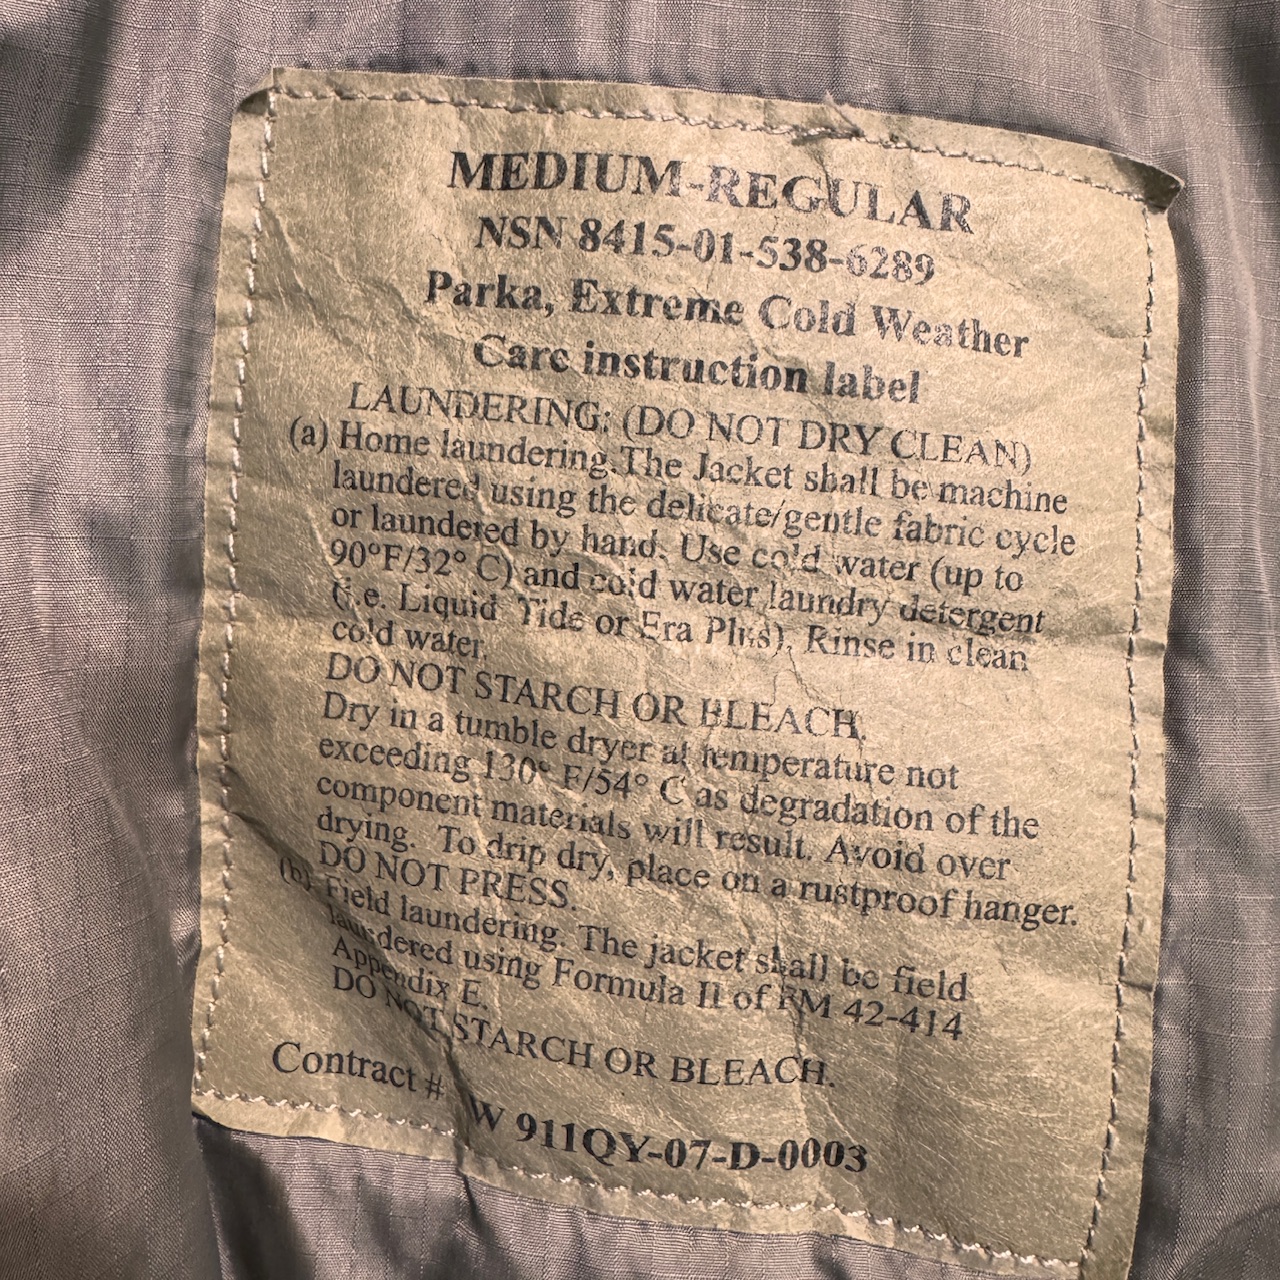 MEDIUM-REGULAR
NSN 8415-01-538-6289
Parka, Extreme Cold Weather
Care instruction label
LAUNDERING: (DO NOT DRY CLEAN)
(a) Home laundering. The Jacket shall be machine
laundered using the delicate/gentle fabric cycle
or laundered by hand. Use cold water (up to
90°F/32° C) and cold water laundry detergent
(i.e. Liquid Tide or Era Plus). Rinse in clean
cold water.
DO NOT STARCH OR BLEACH.
Dry in a tumble dryer at temperature not
exceeding 130° F/54° C as degradation of the
component materials will result. Avoid over
drying. To drip dry, place on a rustproof hanger.
DO NOT PRESS.
(b) Field laundering. The jacket shall be field
laundered using Formula II of FM 42-414
Appendix E.
DO NOT STARCH OR BLEACH.
Contract # W 911QY-07-D-0003